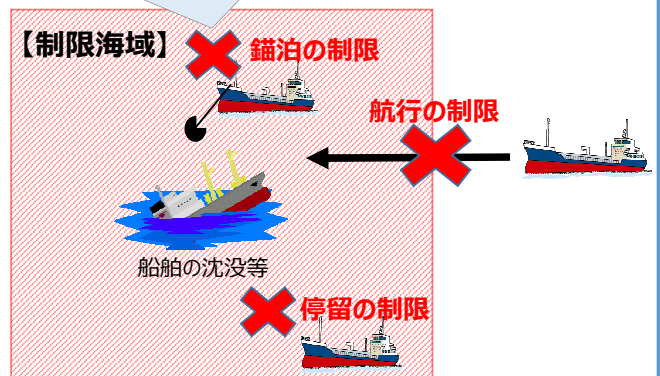 【制限海域】
錨泊の制限
航行の制限
船舶の沈没等
停留の制限